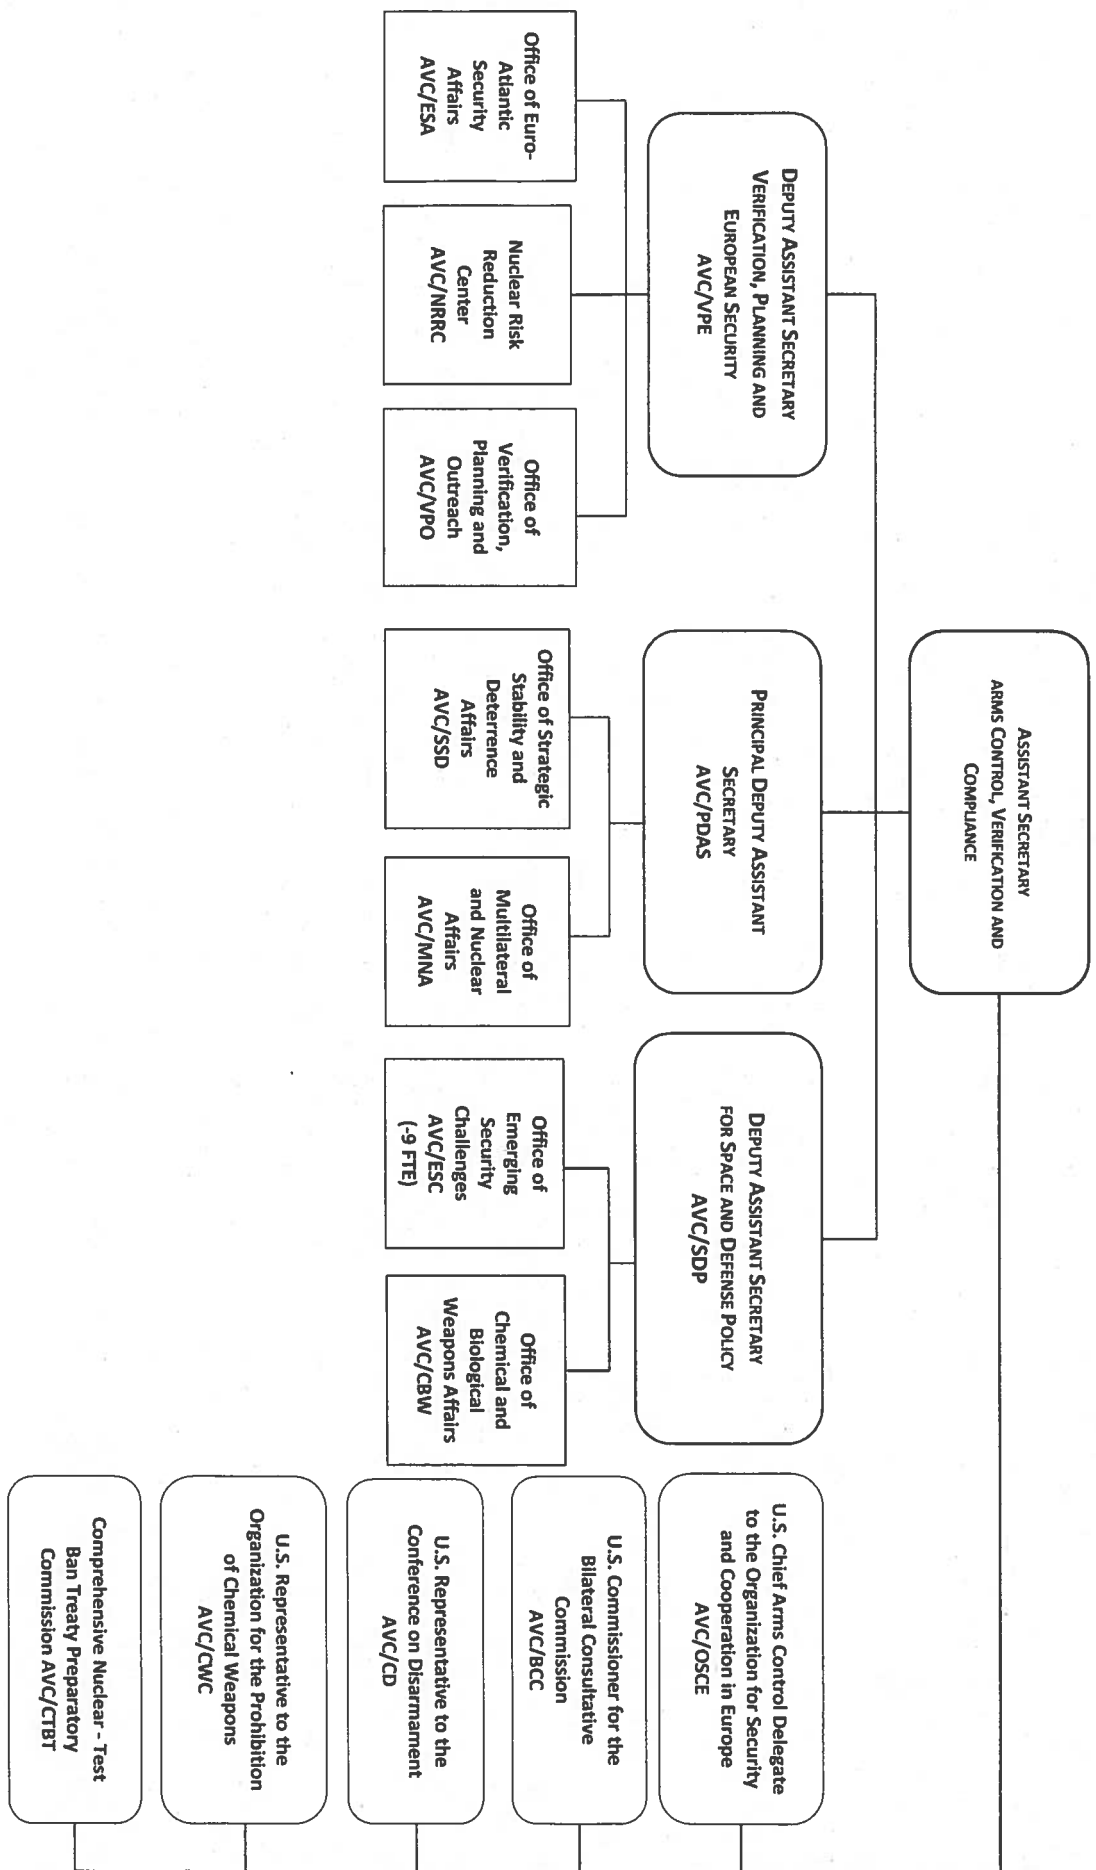 ASSISTANT SECRETARY
ARMS CONTROL, VERIFICATION AND
COMPLIANCE
DEPUTY ASSISTANT SECRETARY
VERIFICATION, PLANNING AND
EUROPEAN SECURITY
AVC/VPE
PRINCIPAL DEPUTY ASSISTANT
SECRETARY
AVC/PDAS
DEPUTY ASSISTANT SECRETARY
FOR SPACE AND DEFENSE POLICY
AVC/SDP
Office of Euro-
Atlantic
Security
Affairs
AVC/ESA
Nuclear Risk
Reduction
Center
AVC/NRRC
Office of
Verification,
Planning and
Outreach
AVC/VPO
Office of Strategic
Stability and
Deterrence
Affairs
AVC/SSD
Office of
Multilateral
and Nuclear
Affairs
AVC/MNA
Office of
Emerging
Security
Challenges
AVC/ESC
(-9 FTE)
Office of
Chemical and
Biological
Weapons Affairs
AVC/CBW
U.S. Chief Arms Control Delegate
to the Organization for Security
and Cooperation in Europe
AVC/OSCE
U.S. Commissioner for the
Bilateral Consultative
Commission
AVC/BCC
U.S. Representative to the
Conference on Disarmament
AVC/CD
U.S. Representative to the
Organization for the Prohibition
of Chemical Weapons
AVC/CWC
Comprehensive Nuclear - Test
Ban Treaty Preparatory
Commission AVC/CTBT